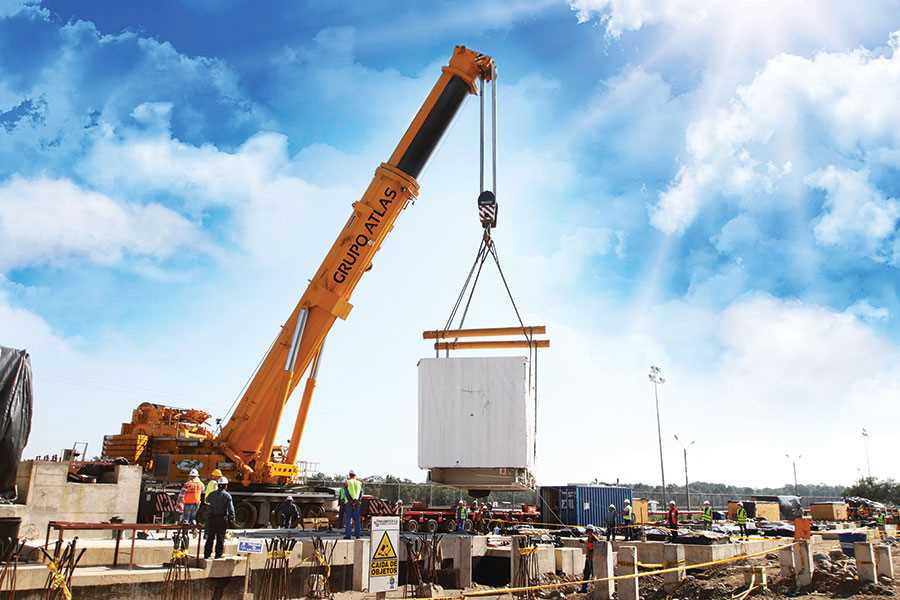 GRUPO ATLAS
CAIDA DE
OBJETOS